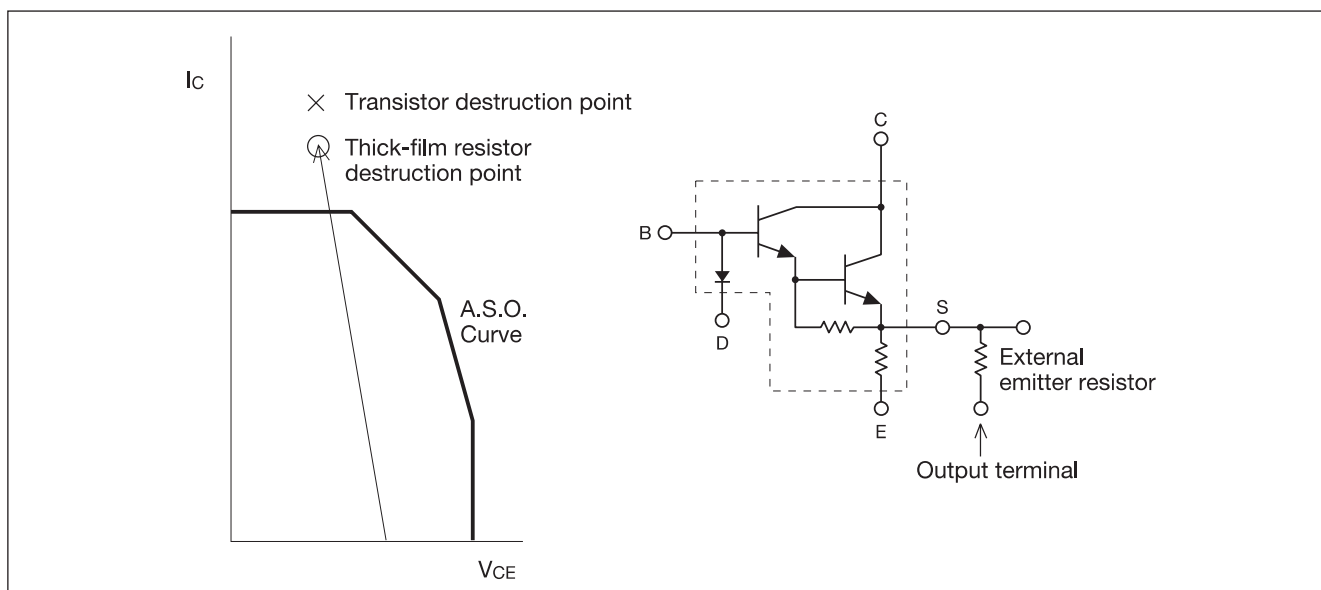 IC
Transistor destruction point
Thick-film resistor
destruction point
A.S.O.
Curve
VCE
C
B
D
S
E
External
emitter resistor
Output terminal